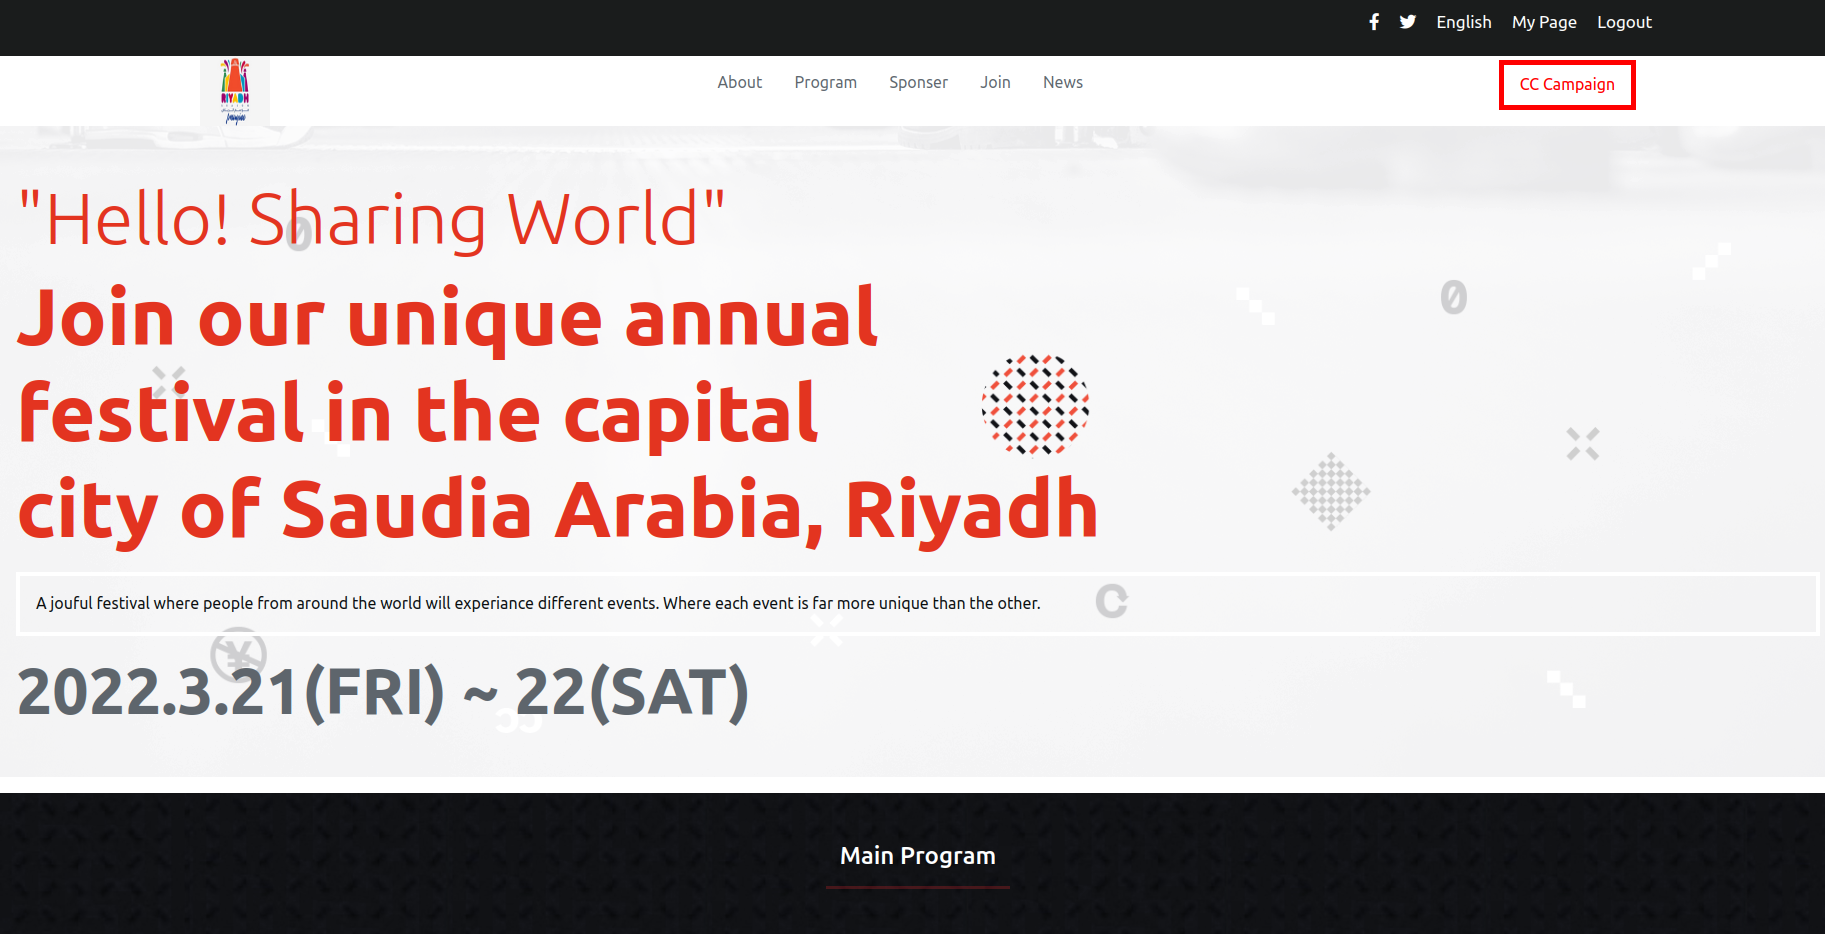 English My Page Logout
RIYADH
About Program Sponser Join News
CC Campaign
"Hello! Sharing World"
Join our unique annual
festival in the capital
city of Saudia Arabia, Riyadh
A jouful festival where people from around the world will experiance different events. Where each event is far more unique than the other.
2022.3.21(FRI) ~ 22(SAT)
Main Program